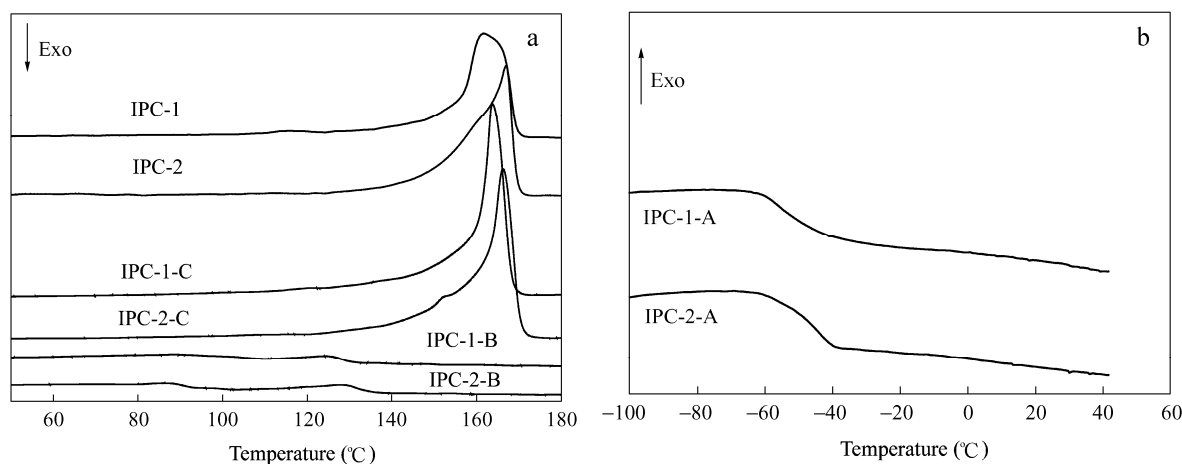 a
Exo
IPC-1
IPC-2
IPC-1-C
IPC-2-C
IPC-1-B
IPC-2-B
60 80 100 120 140 160 180
Temperature (℃)
b
Exo
IPC-1-A
IPC-2-A
−100 −80 −60 −40 −20 0 20 40 60
Temperature (℃)